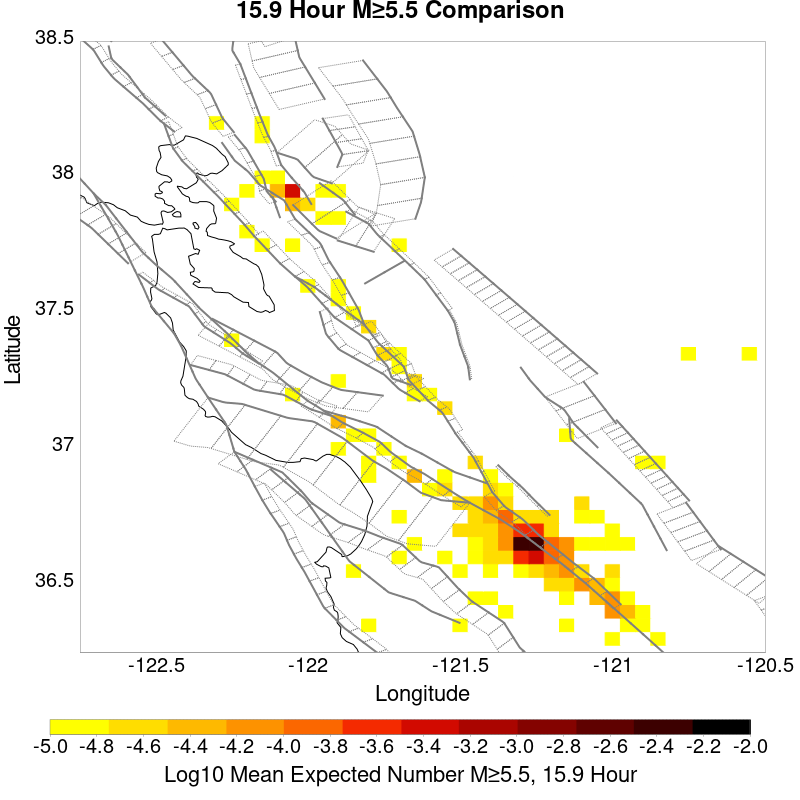 15.9 Hour M≥5.5 Comparison
38.5
38
37.5
37
36.5
Latitude
-122.5 -122 -121.5 -121 -120.5
Longitude
-5.0 -4.8 -4.6 -4.4 -4.2 -4.0 -3.8 -3.6 -3.4 -3.2 -3.0 -2.8 -2.6 -2.4 -2.2 -2.0
Log10 Mean Expected Number M≥5.5, 15.9 Hour